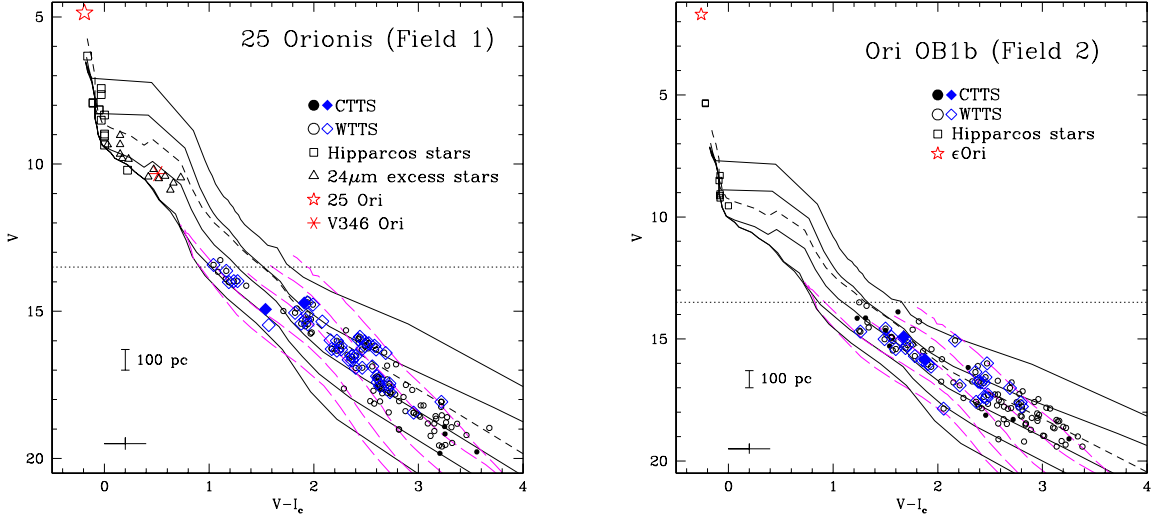 25 Orionis (Field 1)
CTTS
WTTS
Hipparcos stars
24μm excess stars
25 Ori
V346 Ori
100 pc
5
10
15
20
V
0
1
2
3
4
V-Ic
Ori OB1b (Field 2)
CTTS
WTTS
Hipparcos stars
εOri
100 pc
5
10
15
20
V
0
1
2
3
4
V-Ic